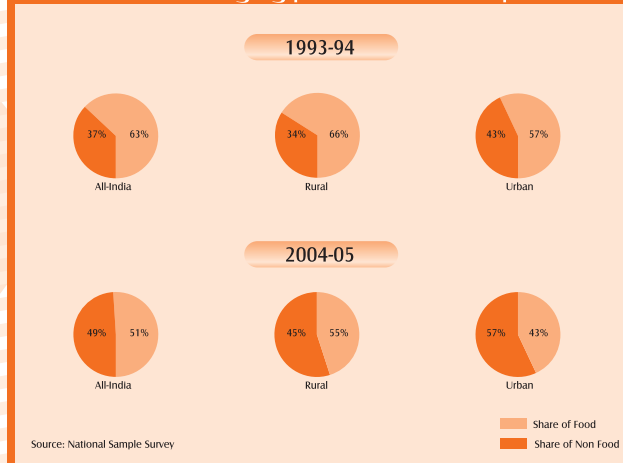 1993-94
37% 63%
34% 66%
43% 57%
All-India
Rural
Urban
2004-05
49% 51%
45% 55%
57% 43%
All-India
Rural
Urban
Share of Food
Share of Non Food
Source: National Sample Survey